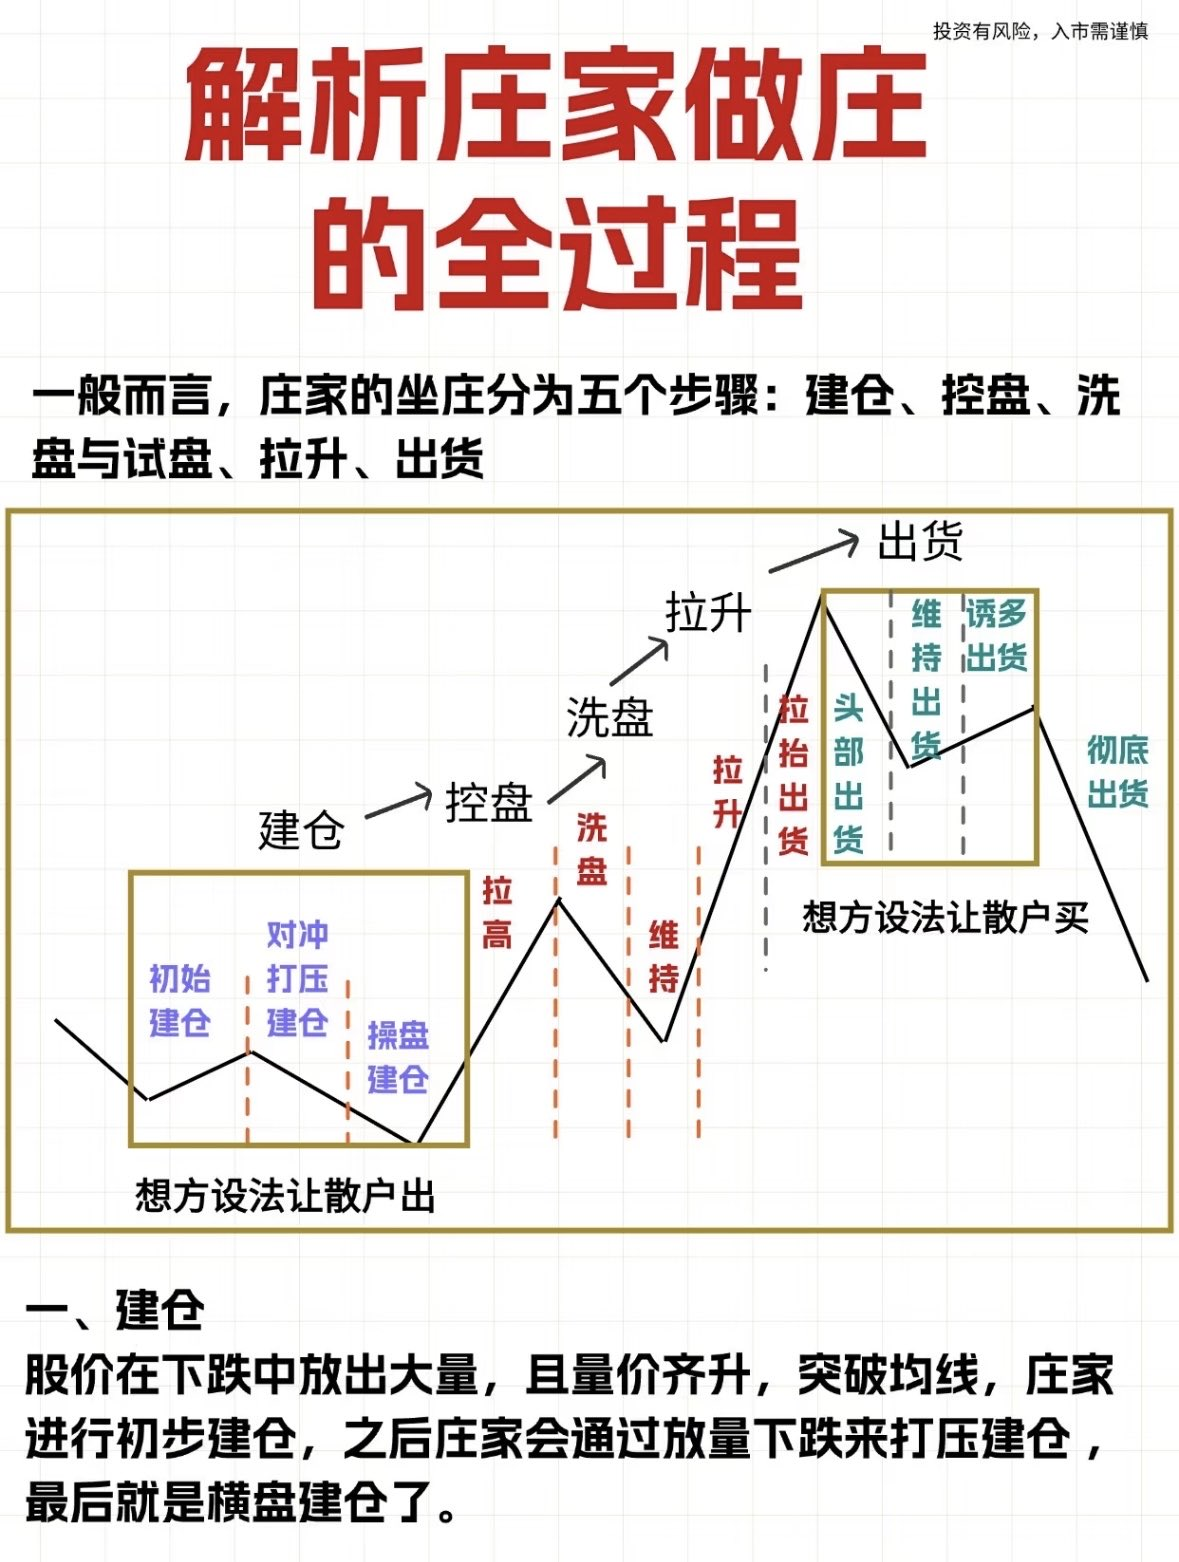 投资有风险，入市需谨慎
解析庄家做庄
的全过程
一般而言，庄家的坐庄分为五个步骤：建仓、控盘、洗
盘与试盘、拉升、出货
出货
拉升
洗盘
控盘
建仓
初始
建仓
对冲
打压
建仓
操盘
建仓
拉高
洗盘
维持
拉升
拉抬出货
头部出货
维持出货
诱多
出货
彻底
出货
想方设法让散户买
想方设法让散户出
一、建仓
股价在下跌中放出大量，且量价齐升，突破均线，庄家
进行初步建仓，之后庄家会通过放量下跌来打压建仓，
最后就是横盘建仓了。